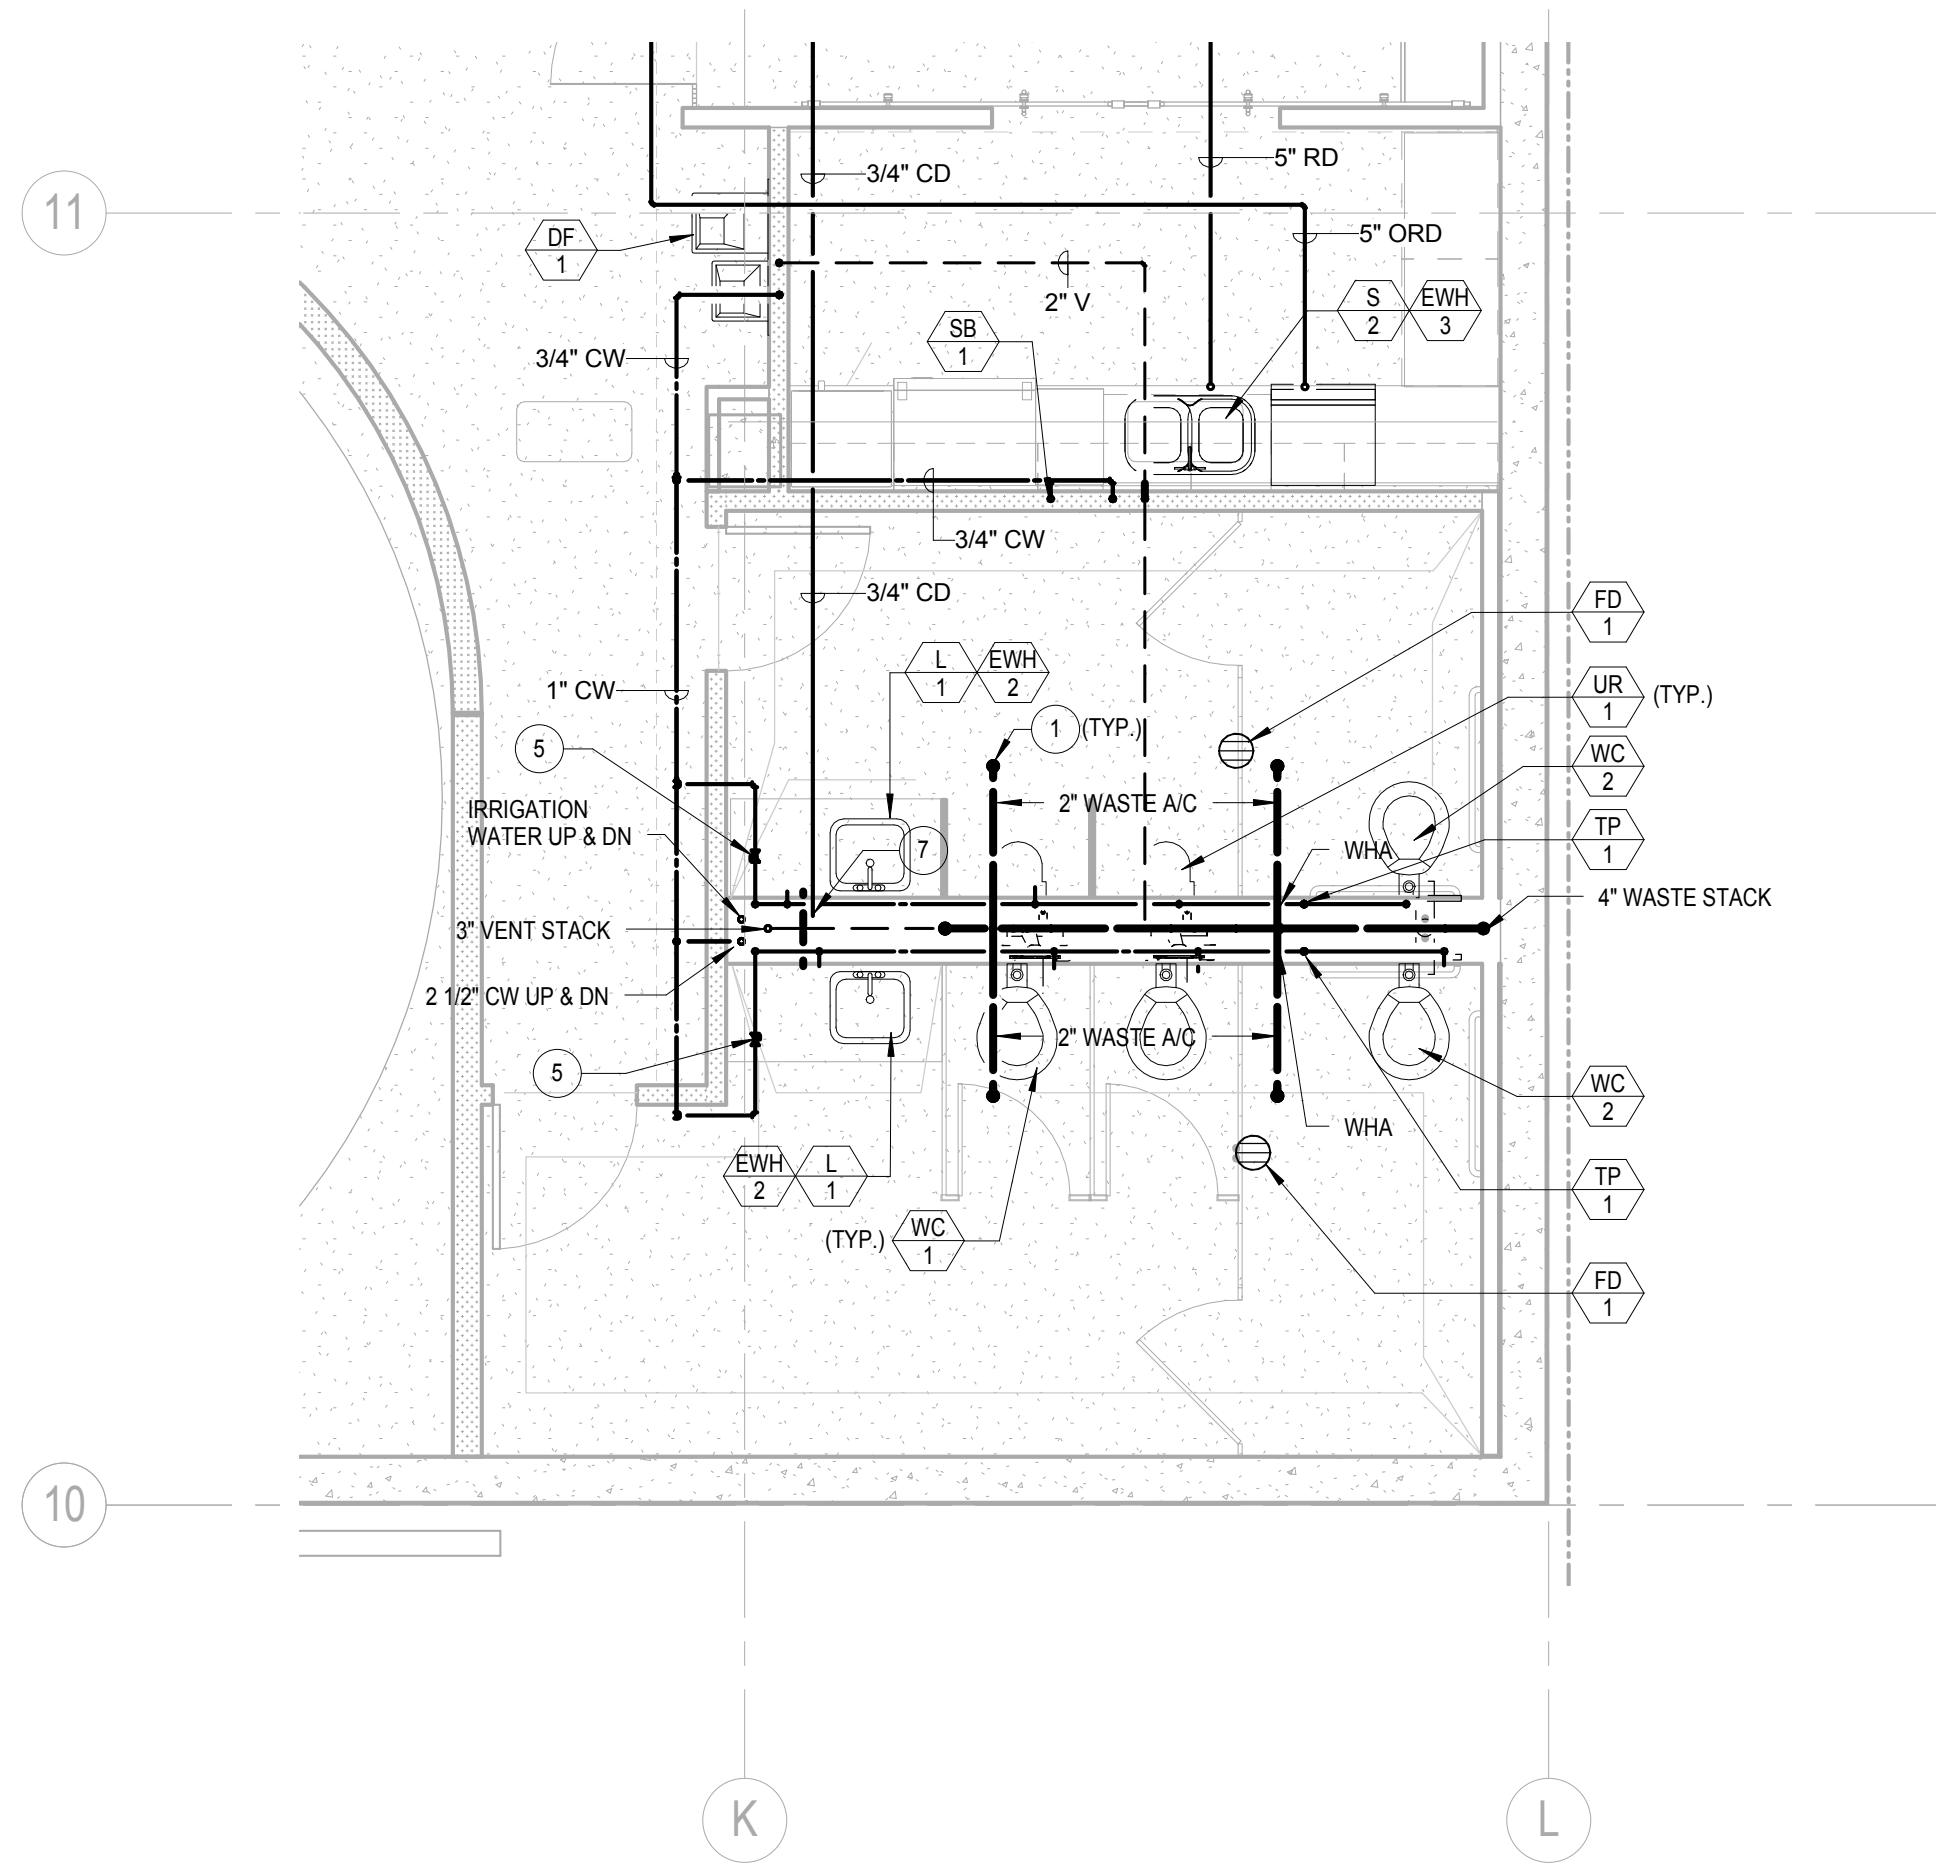 3/4" CD
5" RD
11
DF
1
5" ORD
2" V
S
2
EWH
3
SB
1
3/4" CW
3/4" CW
3/4" CD
FD
1
L
1
EWH
2
1" CW
UR
1
(TYP.)
1
(TYP.)
5
WC
2
IRRIGATION
WATER UP & DN
2" WASTE A/C
TP
1
7
WHA
4" WASTE STACK
3" VENT STACK
2 1/2" CW UP & DN
2" WASTE A/C
5
WC
2
WHA
EWH
2
L
1
TP
1
(TYP.)
WC
1
FD
1
10
K
L